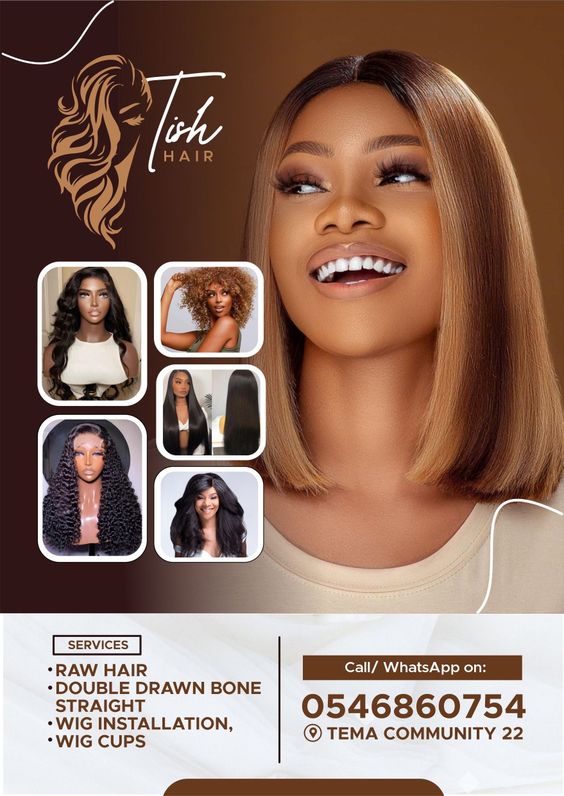 Tish
HAIR
SERVICES
• RAW HAIR
• DOUBLE DRAWN BONE
STRAIGHT
• WIG INSTALLATION,
• WIG CUPS
Call/ WhatsApp on:
0546860754
TEMA COMMUNITY 22